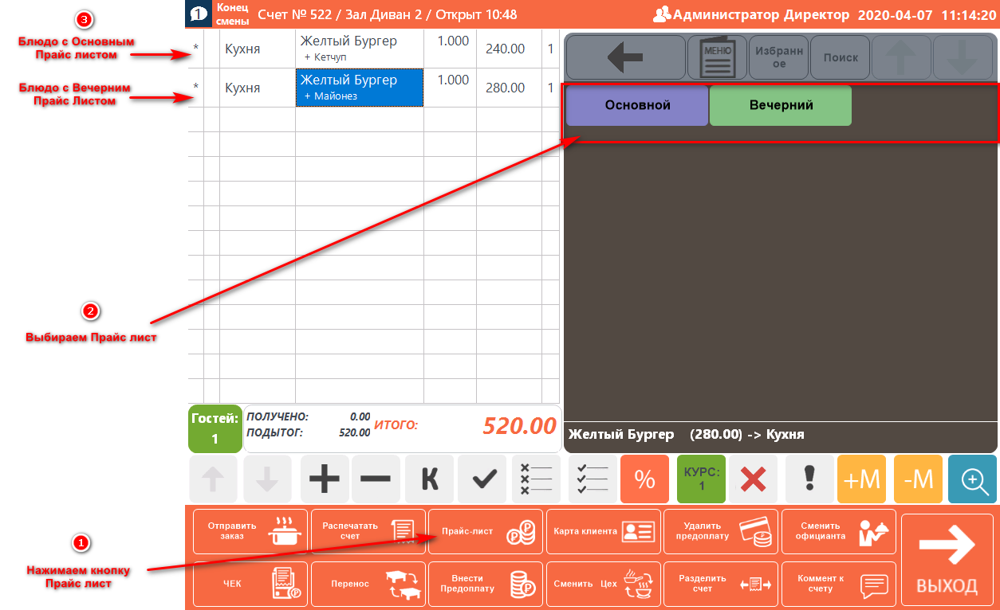 1
Конец
смены
Счет № 522 / Зал Диван 2 / Открыт 10:48
Администратор Директор 2020-04-07 11:14:20
3
Блюдо с Основным
Прайс листом
Блюдо с Вечерним
Прайс Листом
* Кухня Желтый Бургер 1.000 240.00 1
+ Кетчуп
* Кухня Желтый Бургер 1.000 280.00 1
+ Майонез
МЕНЮ
Избранн
ое
Поиск
Основной
Вечерний
2
Выбираем Прайс лист
Гостей:
1
ПОЛУЧЕНО: 0.00
ПОДЫТОГ: 520.00
ИТОГО: 520.00
Желтый Бургер (280.00) -> Кухня
К
%
КУРС:
1
+М
-М
1
Нажимаем кнопку
Прайс лист
Отправить
заказ
Распечатать
счет
Прайс-лист
Карта клиента
Удалить
предоплату
Сменить
официанта
ЧЕК
Перенос
Внести
Предоплату
Сменить Цех
Разделить
счет
Коммент к
счету
ВЫХОД